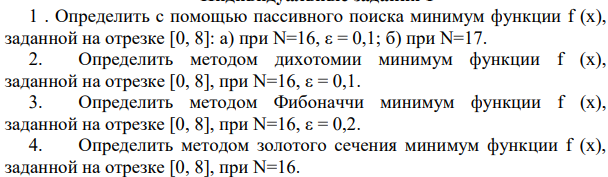 1 . Определить с помощью пассивного поиска минимум функции f (x),
заданной на отрезке [0, 8]: а) при N=16, ε = 0,1; б) при N=17.
2. Определить методом дихотомии минимум функции f (x),
заданной на отрезке [0, 8], при N=16, ε = 0,1.
3. Определить методом Фибоначчи минимум функции f (x),
заданной на отрезке [0, 8], при N=16, ε = 0,2.
4. Определить методом золотого сечения минимум функции f (x),
заданной на отрезке [0, 8], при N=16.